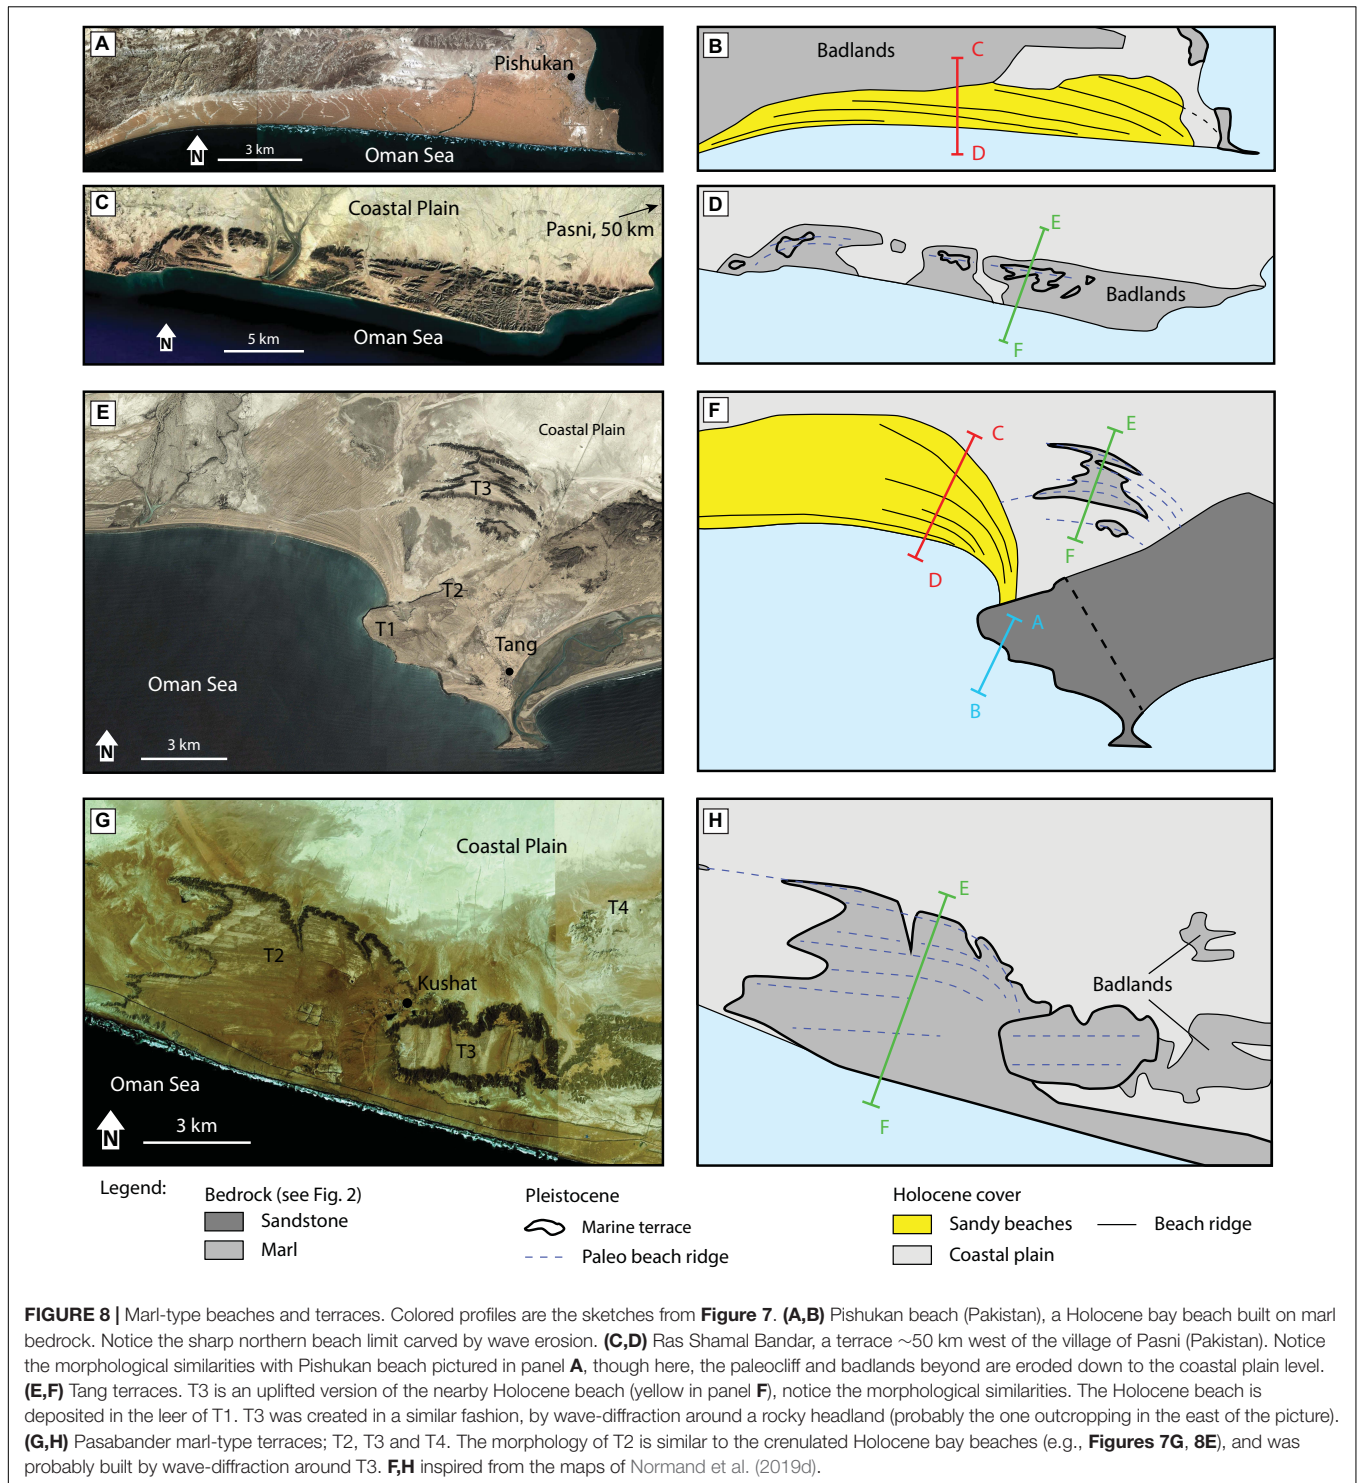 A
Pishukan
N
3 km
Oman Sea
B
Badlands
C
D
C
Coastal Plain
Pasni, 50 km
N
5 km
Oman Sea
D
E
Badlands
F
E
Coastal Plain
T3
T2
T1
Tang
Oman Sea
N
3 km
F
C
E
D
F
A
B
G
Coastal Plain
T4
T2
Kushat
T3
Oman Sea
N
3 km
H
E
Badlands
F
Legend:
Bedrock (see Fig. 2)
Sandstone
Marl
Pleistocene
Marine terrace
Paleo beach ridge
Holocene cover
Sandy beaches
Beach ridge
Coastal plain
FIGURE 8 | Marl-type beaches and terraces. Colored profiles are the sketches from Figure 7. (A,B) Pishukan beach (Pakistan), a Holocene bay beach built on marl
bedrock. Notice the sharp northern beach limit carved by wave erosion. (C,D) Ras Shamal Bandar, a terrace ∼50 km west of the village of Pasni (Pakistan). Notice
the morphological similarities with Pishukan beach pictured in panel A, though here, the paleocliff and badlands beyond are eroded down to the coastal plain level.
(E,F) Tang terraces. T3 is an uplifted version of the nearby Holocene beach (yellow in panel F), notice the morphological similarities. The Holocene beach is
deposited in the leer of T1. T3 was created in a similar fashion, by wave-diffraction around a rocky headland (probably the one outcropping in the east of the picture).
(G,H) Pasabander marl-type terraces; T2, T3 and T4. The morphology of T2 is similar to the crenulated Holocene bay beaches (e.g., Figures 7G, 8E), and was
probably built by wave-diffraction around T3. F,H inspired from the maps of Normand et al. (2019d).